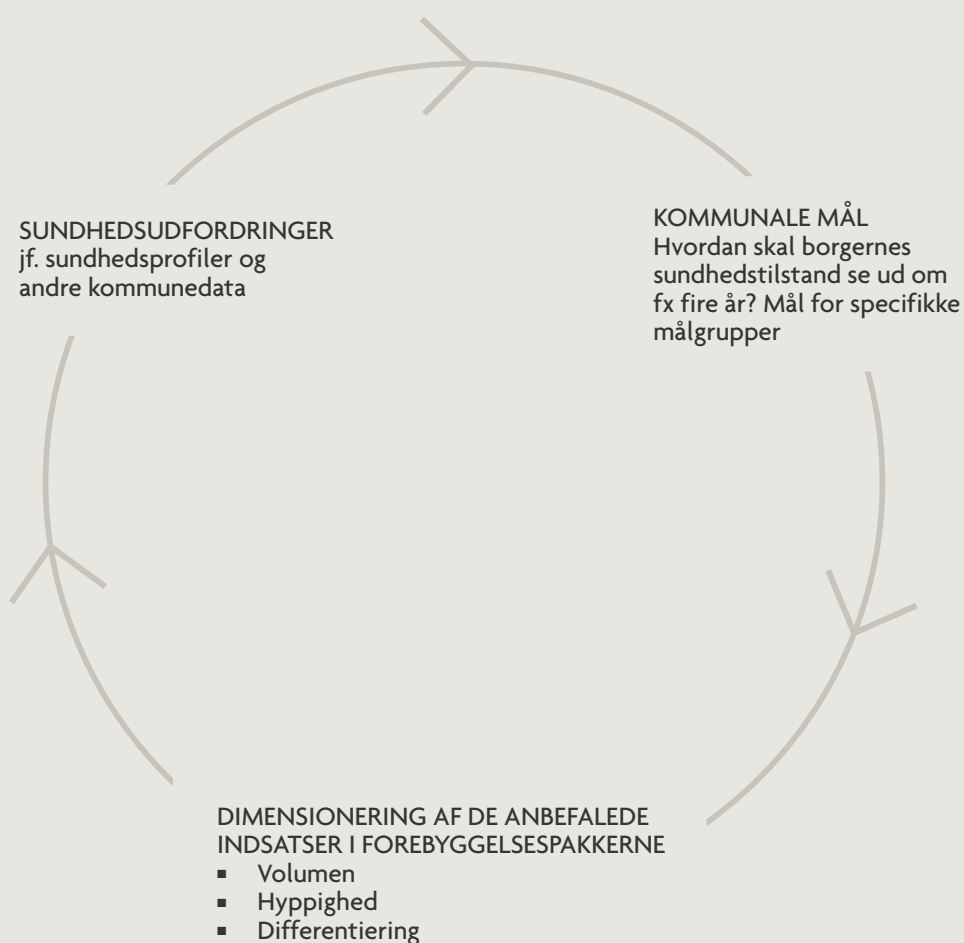 SUNDHEDSUDFORDRINGER
jf. sundhedsprofiler og
andre kommunedata
KOMMUNALE MÅL
Hvordan skal borgernes
sundhedstilstand se ud om
fx fire år? Mål for specifikke
målgrupper
DIMENSIONERING AF DE ANBEFALEDE
INDSATSER I FOREBYGGELSESPAKKERNE
▪ Volumen
▪ Hyppighed
▪ Differentiering